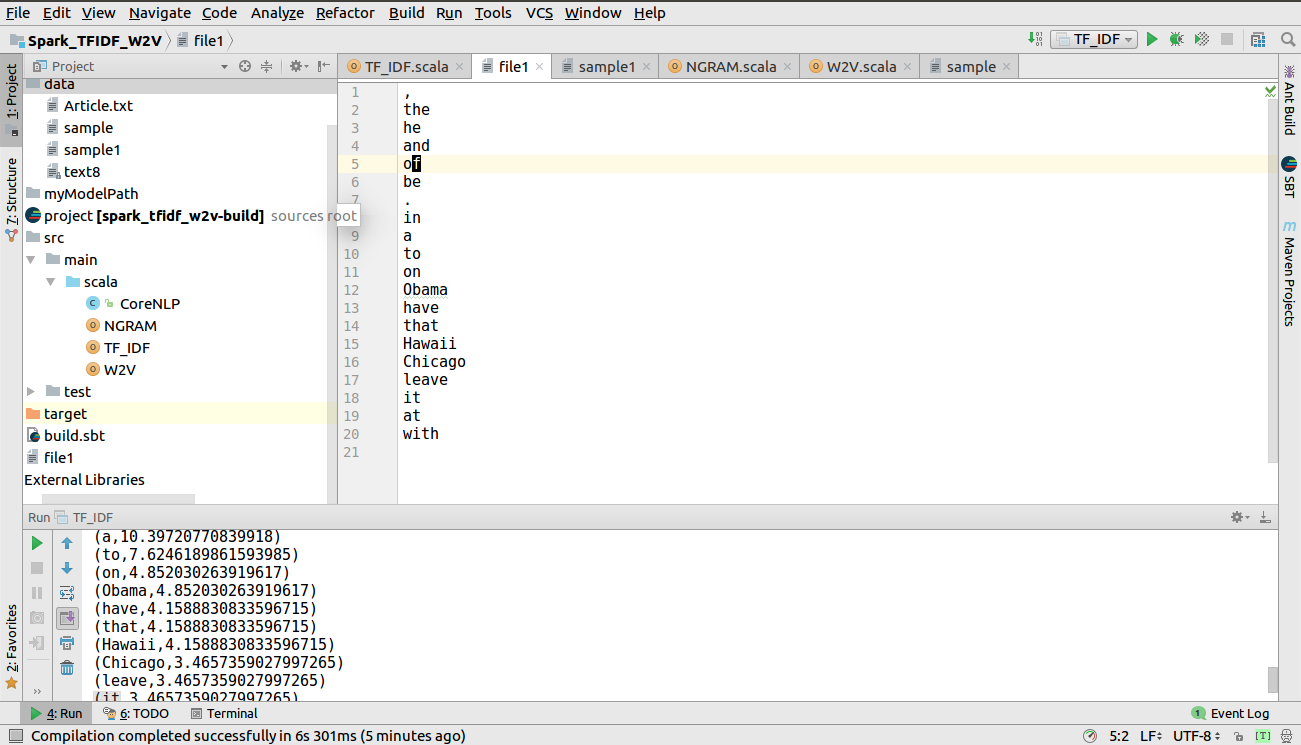 File Edit View Navigate Code Analyze Refactor Build Run Tools VCS Window Help
Spark_TFIDF_W2V file1 TF_IDF
1: Project
7: Structure
2: Favorites
Project
data
Article.txt
sample
sample1
text8
myModelPath
project [spark_tfidf_w2v-build] sources root
src
main
scala
CoreNLP
NGRAM
TF_IDF
W2V
test
target
build.sbt
file1
External Libraries
TF_IDF.scala file1 sample1 NGRAM.scala W2V.scala sample
1 ,
2 the
3 he
4 and
5 of
6 be
7 .
in
9 a
10 to
11 on
12 Obama
13 have
14 that
15 Hawaii
16 Chicago
17 leave
18 it
19 at
20 with
21
Ant Build
SBT
Maven Projects
Run TF_IDF
(a,10.39720770839918)
(to,7.6246189861593985)
(on,4.852030263919617)
(Obama,4.852030263919617)
(have,4.1588830833596715)
(that,4.1588830833596715)
(Hawaii,4.1588830833596715)
(Chicago,3.4657359027997265)
(leave,3.4657359027997265)
(it,3.4657359027997265)
4: Run 6: TODO Terminal 1 Event Log
Compilation completed successfully in 6s 301ms (5 minutes ago) 5:2 LF UTF-8 [T]